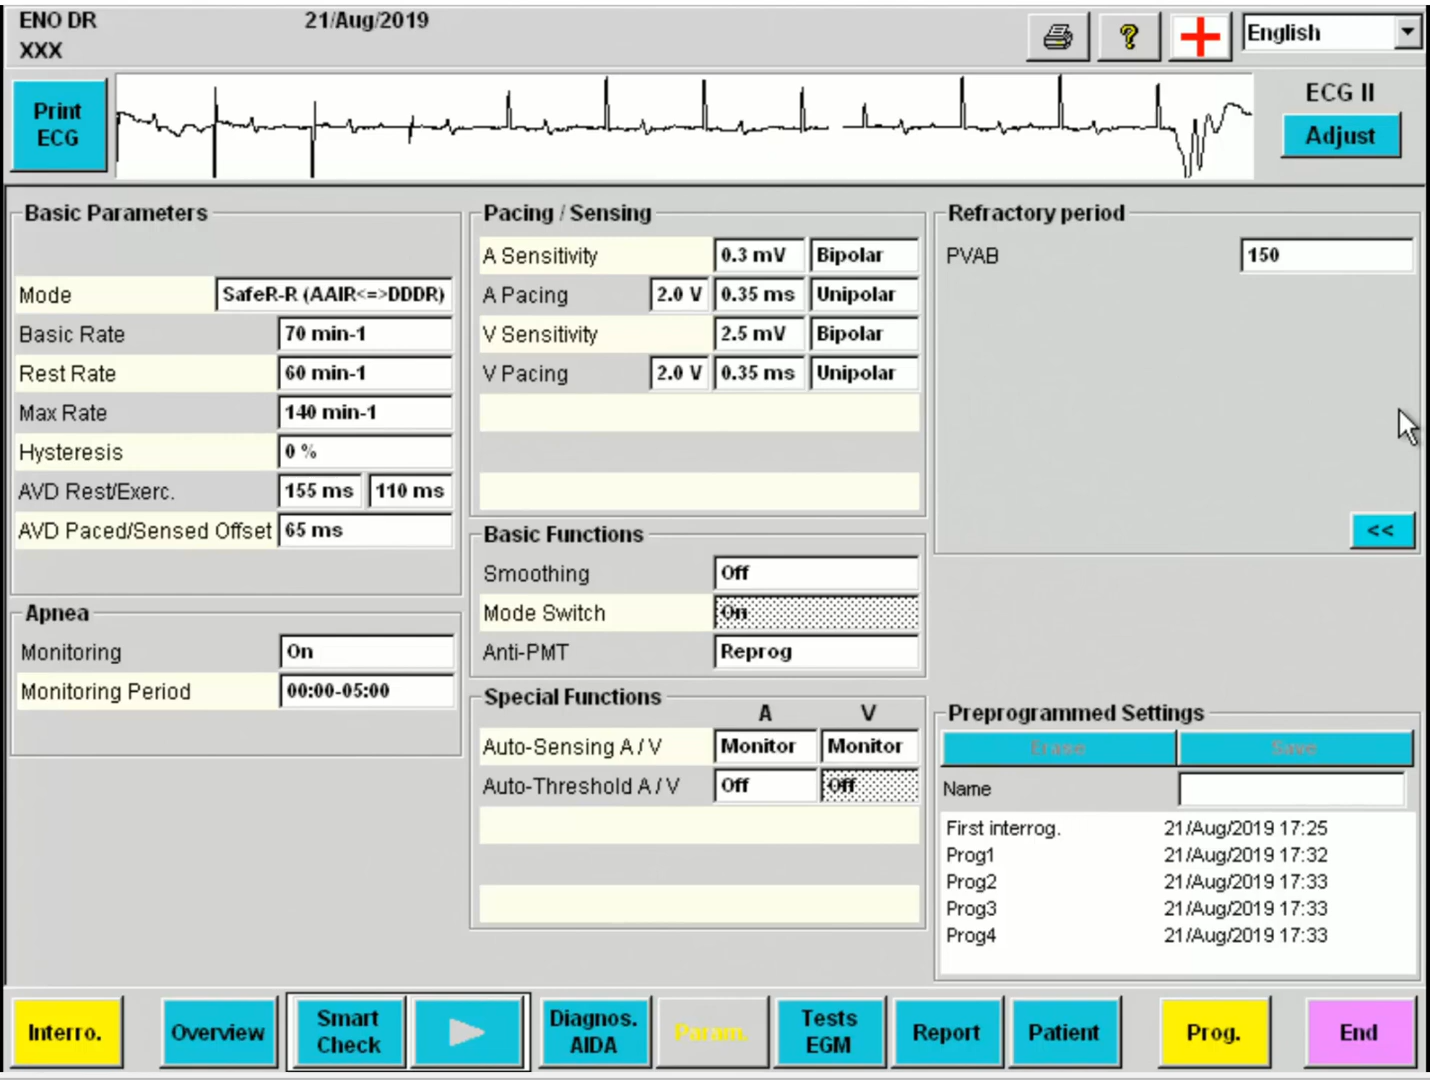 ENO DR 21/Aug/2019
XXX
English
Print
ECG
ECG II
Adjust
Basic Parameters
Mode SafeR-R (AAIR<=>DDDR)
Basic Rate 70 min-1
Rest Rate 60 min-1
Max Rate 140 min-1
Hysteresis 0 %
AVD Rest/Exerc. 155 ms 110 ms
AVD Paced/Sensed Offset 65 ms
Apnea
Monitoring On
Monitoring Period 00:00-05:00
Pacing / Sensing
A Sensitivity 0.3 mV Bipolar
A Pacing 2.0 V 0.35 ms Unipolar
V Sensitivity 2.5 mV Bipolar
V Pacing 2.0 V 0.35 ms Unipolar
Basic Functions
Smoothing Off
Mode Switch On
Anti-PMT Reprog
Special Functions
A V
Auto-Sensing A / V Monitor Monitor
Auto-Threshold A / V Off Off
Refractory period
PVAB 150
<<
Preprogrammed Settings
Erase Save
Name
First interrog. 21/Aug/2019 17:25
Prog1 21/Aug/2019 17:32
Prog2 21/Aug/2019 17:33
Prog3 21/Aug/2019 17:33
Prog4 21/Aug/2019 17:33
Interro.
Overview
Smart
Check
Diagnos.
AIDA
Param.
Tests
EGM
Report
Patient
Prog.
End